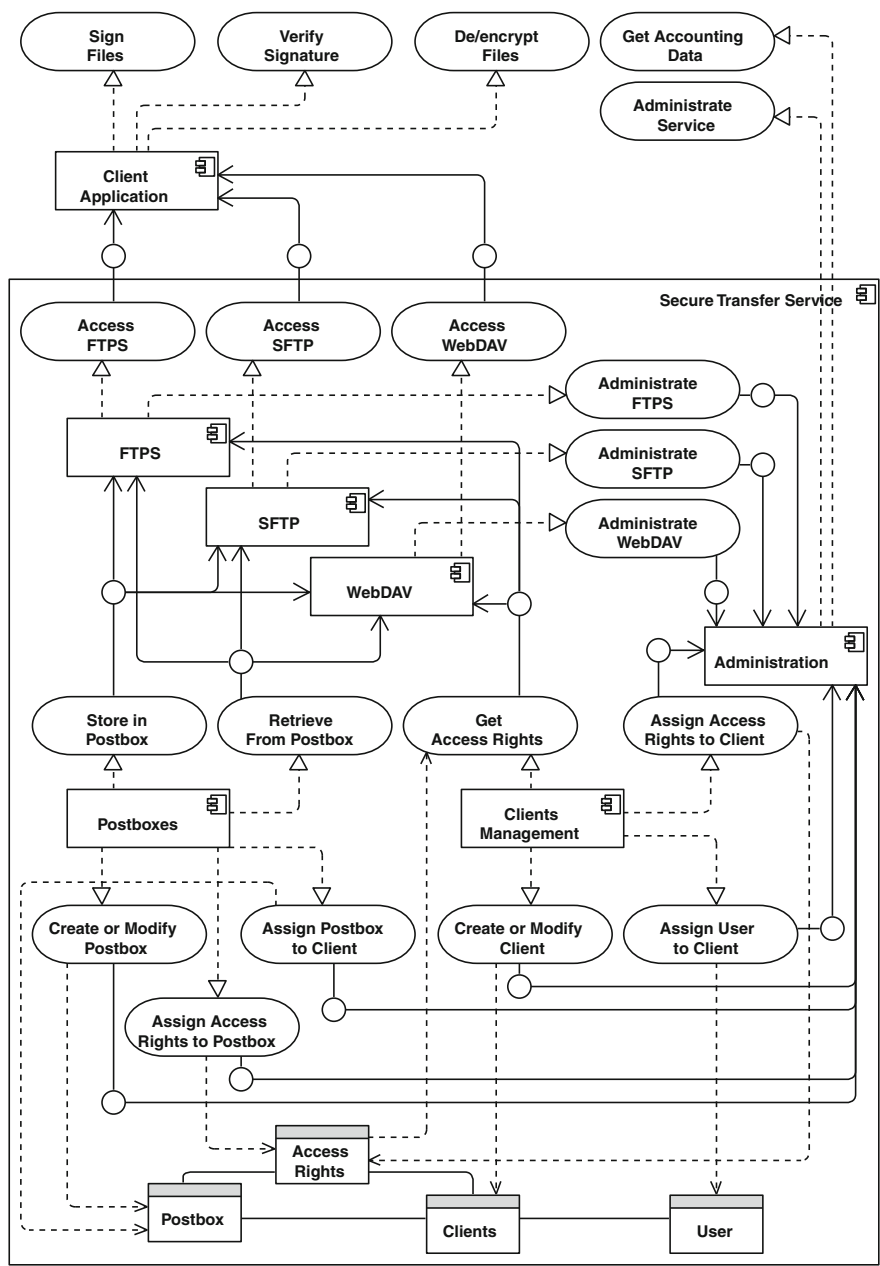 Sign
Files
Verify
Signature
De/encrypt
Files
Get Accounting
Data
Administrate
Service
Client
Application
Secure Transfer Service
Access
FTPS
Access
SFTP
Access
WebDAV
Administrate
FTPS
FTPS
Administrate
SFTP
SFTP
Administrate
WebDAV
WebDAV
Administration
Store in
Postbox
Retrieve
From Postbox
Get
Access Rights
Assign Access
Rights to Client
Postboxes
Clients
Management
Create or Modify
Postbox
Assign Postbox
to Client
Create or Modify
Client
Assign User
to Client
Assign Access
Rights to Postbox
Access
Rights
Postbox
Clients
User